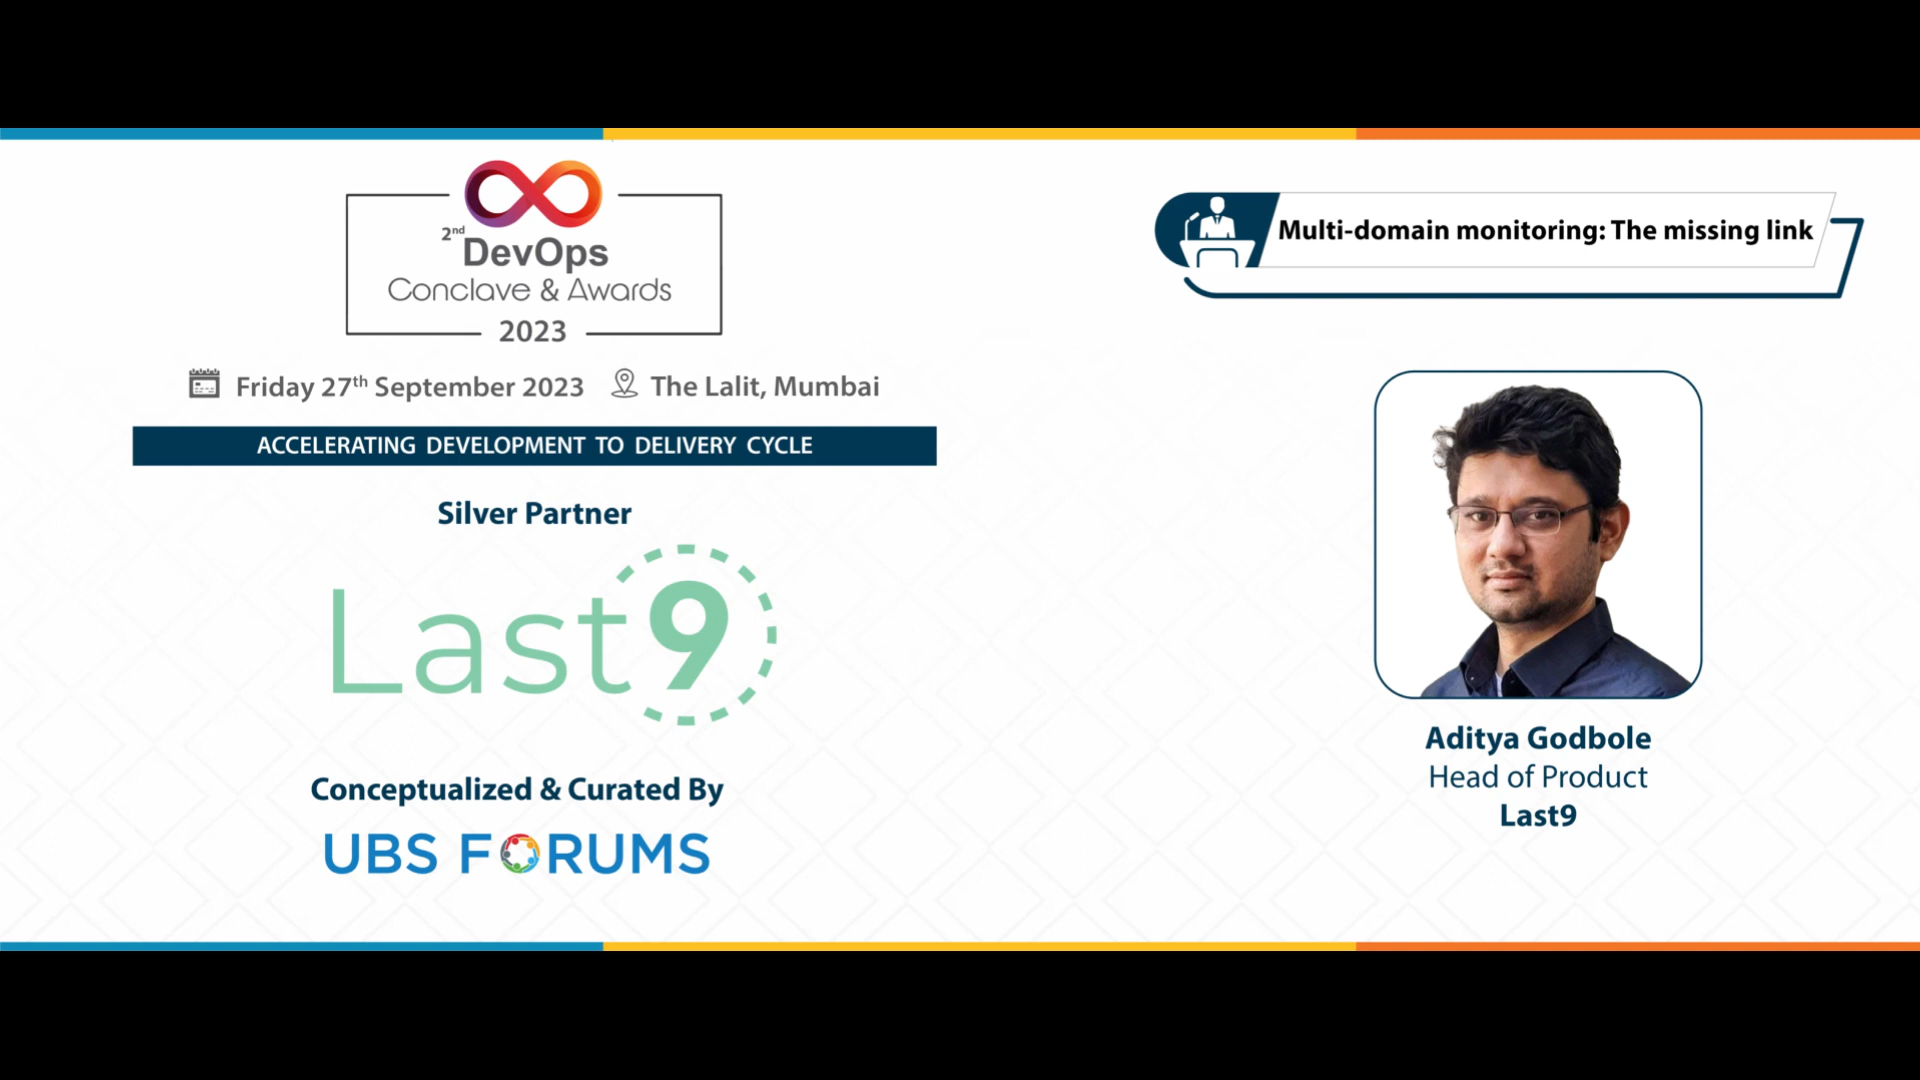 2nd
DevOps
Conclave & Awards
2023
Friday 27th September 2023 The Lalit, Mumbai
ACCELERATING DEVELOPMENT TO DELIVERY CYCLE
Silver Partner
Last9
Conceptualized & Curated By
UBS FORUMS
Multi-domain monitoring: The missing link
Aditya Godbole
Head of Product
Last9